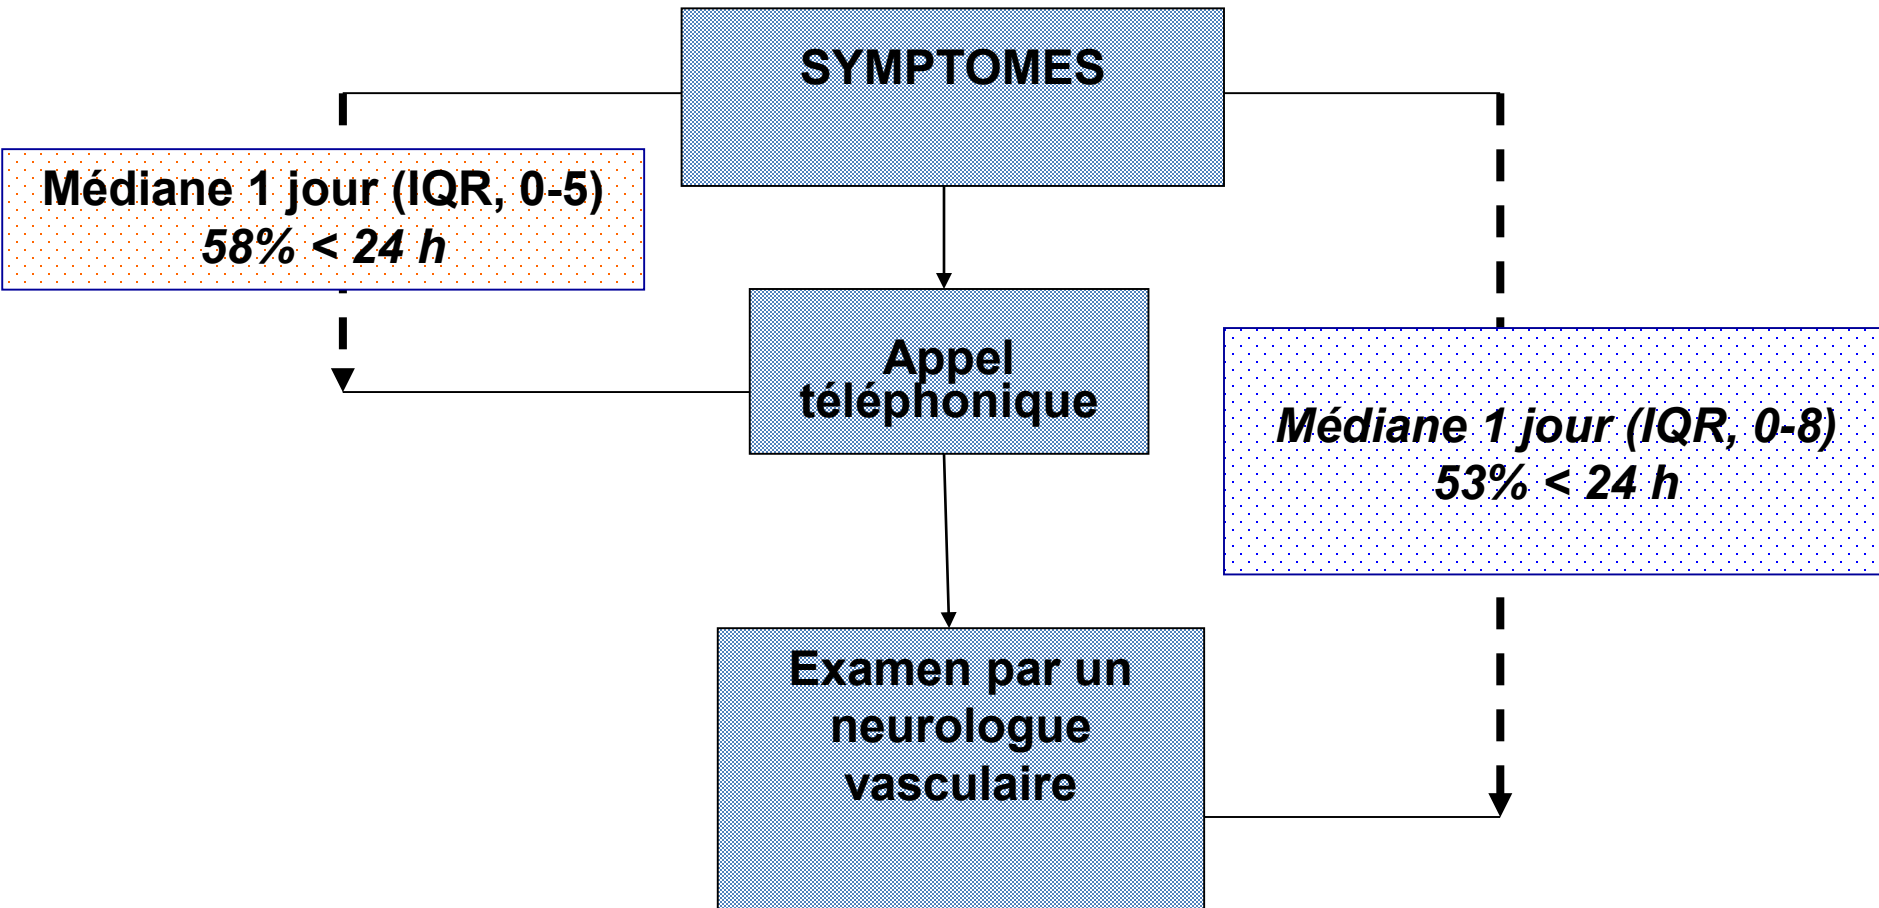 SYMPTOMES
Médiane 1 jour (IQR, 0-5)
58% < 24 h
Appel
téléphonique
Médiane 1 jour (IQR, 0-8)
53% < 24 h
Examen par un
neurologue
vasculaire